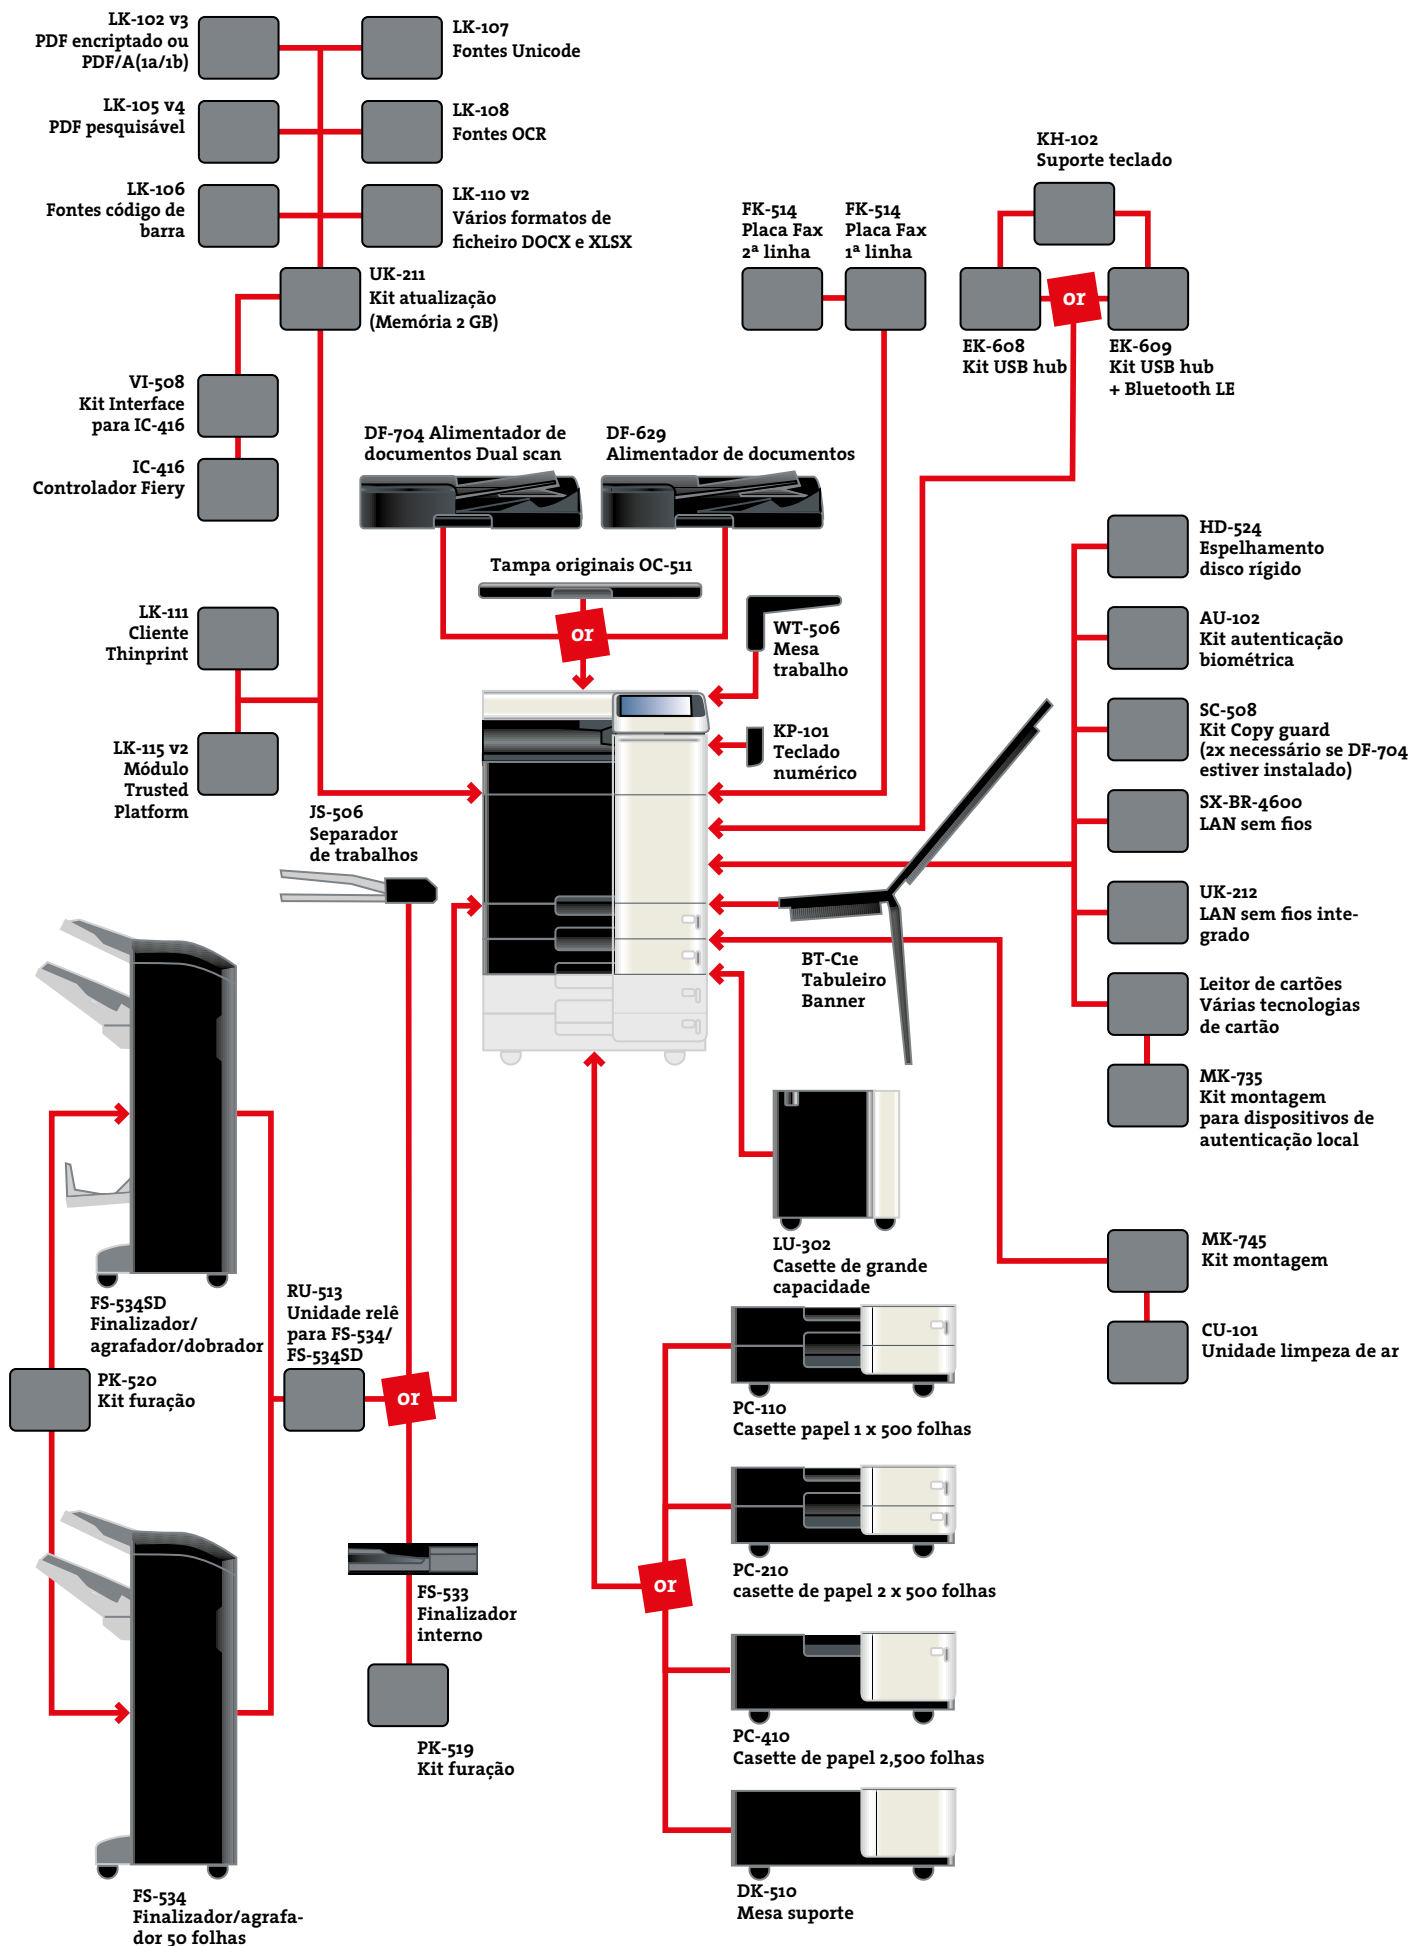 LK-102 v3
PDF encriptado ou
PDF/A(1a/1b)
LK-107
Fontes Unicode
LK-105 v4
PDF pesquisável
LK-108
Fontes OCR
LK-106
Fontes código de
barra
LK-110 v2
Vários formatos de
ficheiro DOCX e XLSX
UK-211
Kit atualização
(Memória 2 GB)
VI-508
Kit Interface
para IC-416
IC-416
Controlador Fiery
FK-514
Placa Fax
2ª linha
FK-514
Placa Fax
1ª linha
KH-102
Suporte teclado
or
EK-608
Kit USB hub
EK-609
Kit USB hub
+ Bluetooth LE
DF-704 Alimentador de
documentos Dual scan
DF-629
Alimentador de documentos
Tampa originais OC-511
or
WT-506
Mesa
trabalho
KP-101
Teclado
numérico
LK-111
Cliente
Thinprint
LK-115 v2
Módulo
Trusted
Platform
JS-506
Separador
de trabalhos
HD-524
Espelhamento
disco rígido
AU-102
Kit autenticação
biométrica
SC-508
Kit Copy guard
(2x necessário se DF-704
estiver instalado)
SX-BR-4600
LAN sem fios
UK-212
LAN sem fios inte-
grado
Leitor de cartões
Várias tecnologias
de cartão
MK-735
Kit montagem
para dispositivos de
autenticação local
BT-C1e
Tabuleiro
Banner
LU-302
Casette de grande
capacidade
MK-745
Kit montagem
CU-101
Unidade limpeza de ar
FS-534SD
Finalizador/
agrafador/dobrador
RU-513
Unidade relê
para FS-534/
FS-534SD
PK-520
Kit furação
or
PC-110
Casette papel 1 x 500 folhas
PC-210
casette de papel 2 x 500 folhas
or
FS-533
Finalizador
interno
PK-519
Kit furação
PC-410
Casette de papel 2,500 folhas
DK-510
Mesa suporte
FS-534
Finalizador/agrafa-
dor 50 folhas